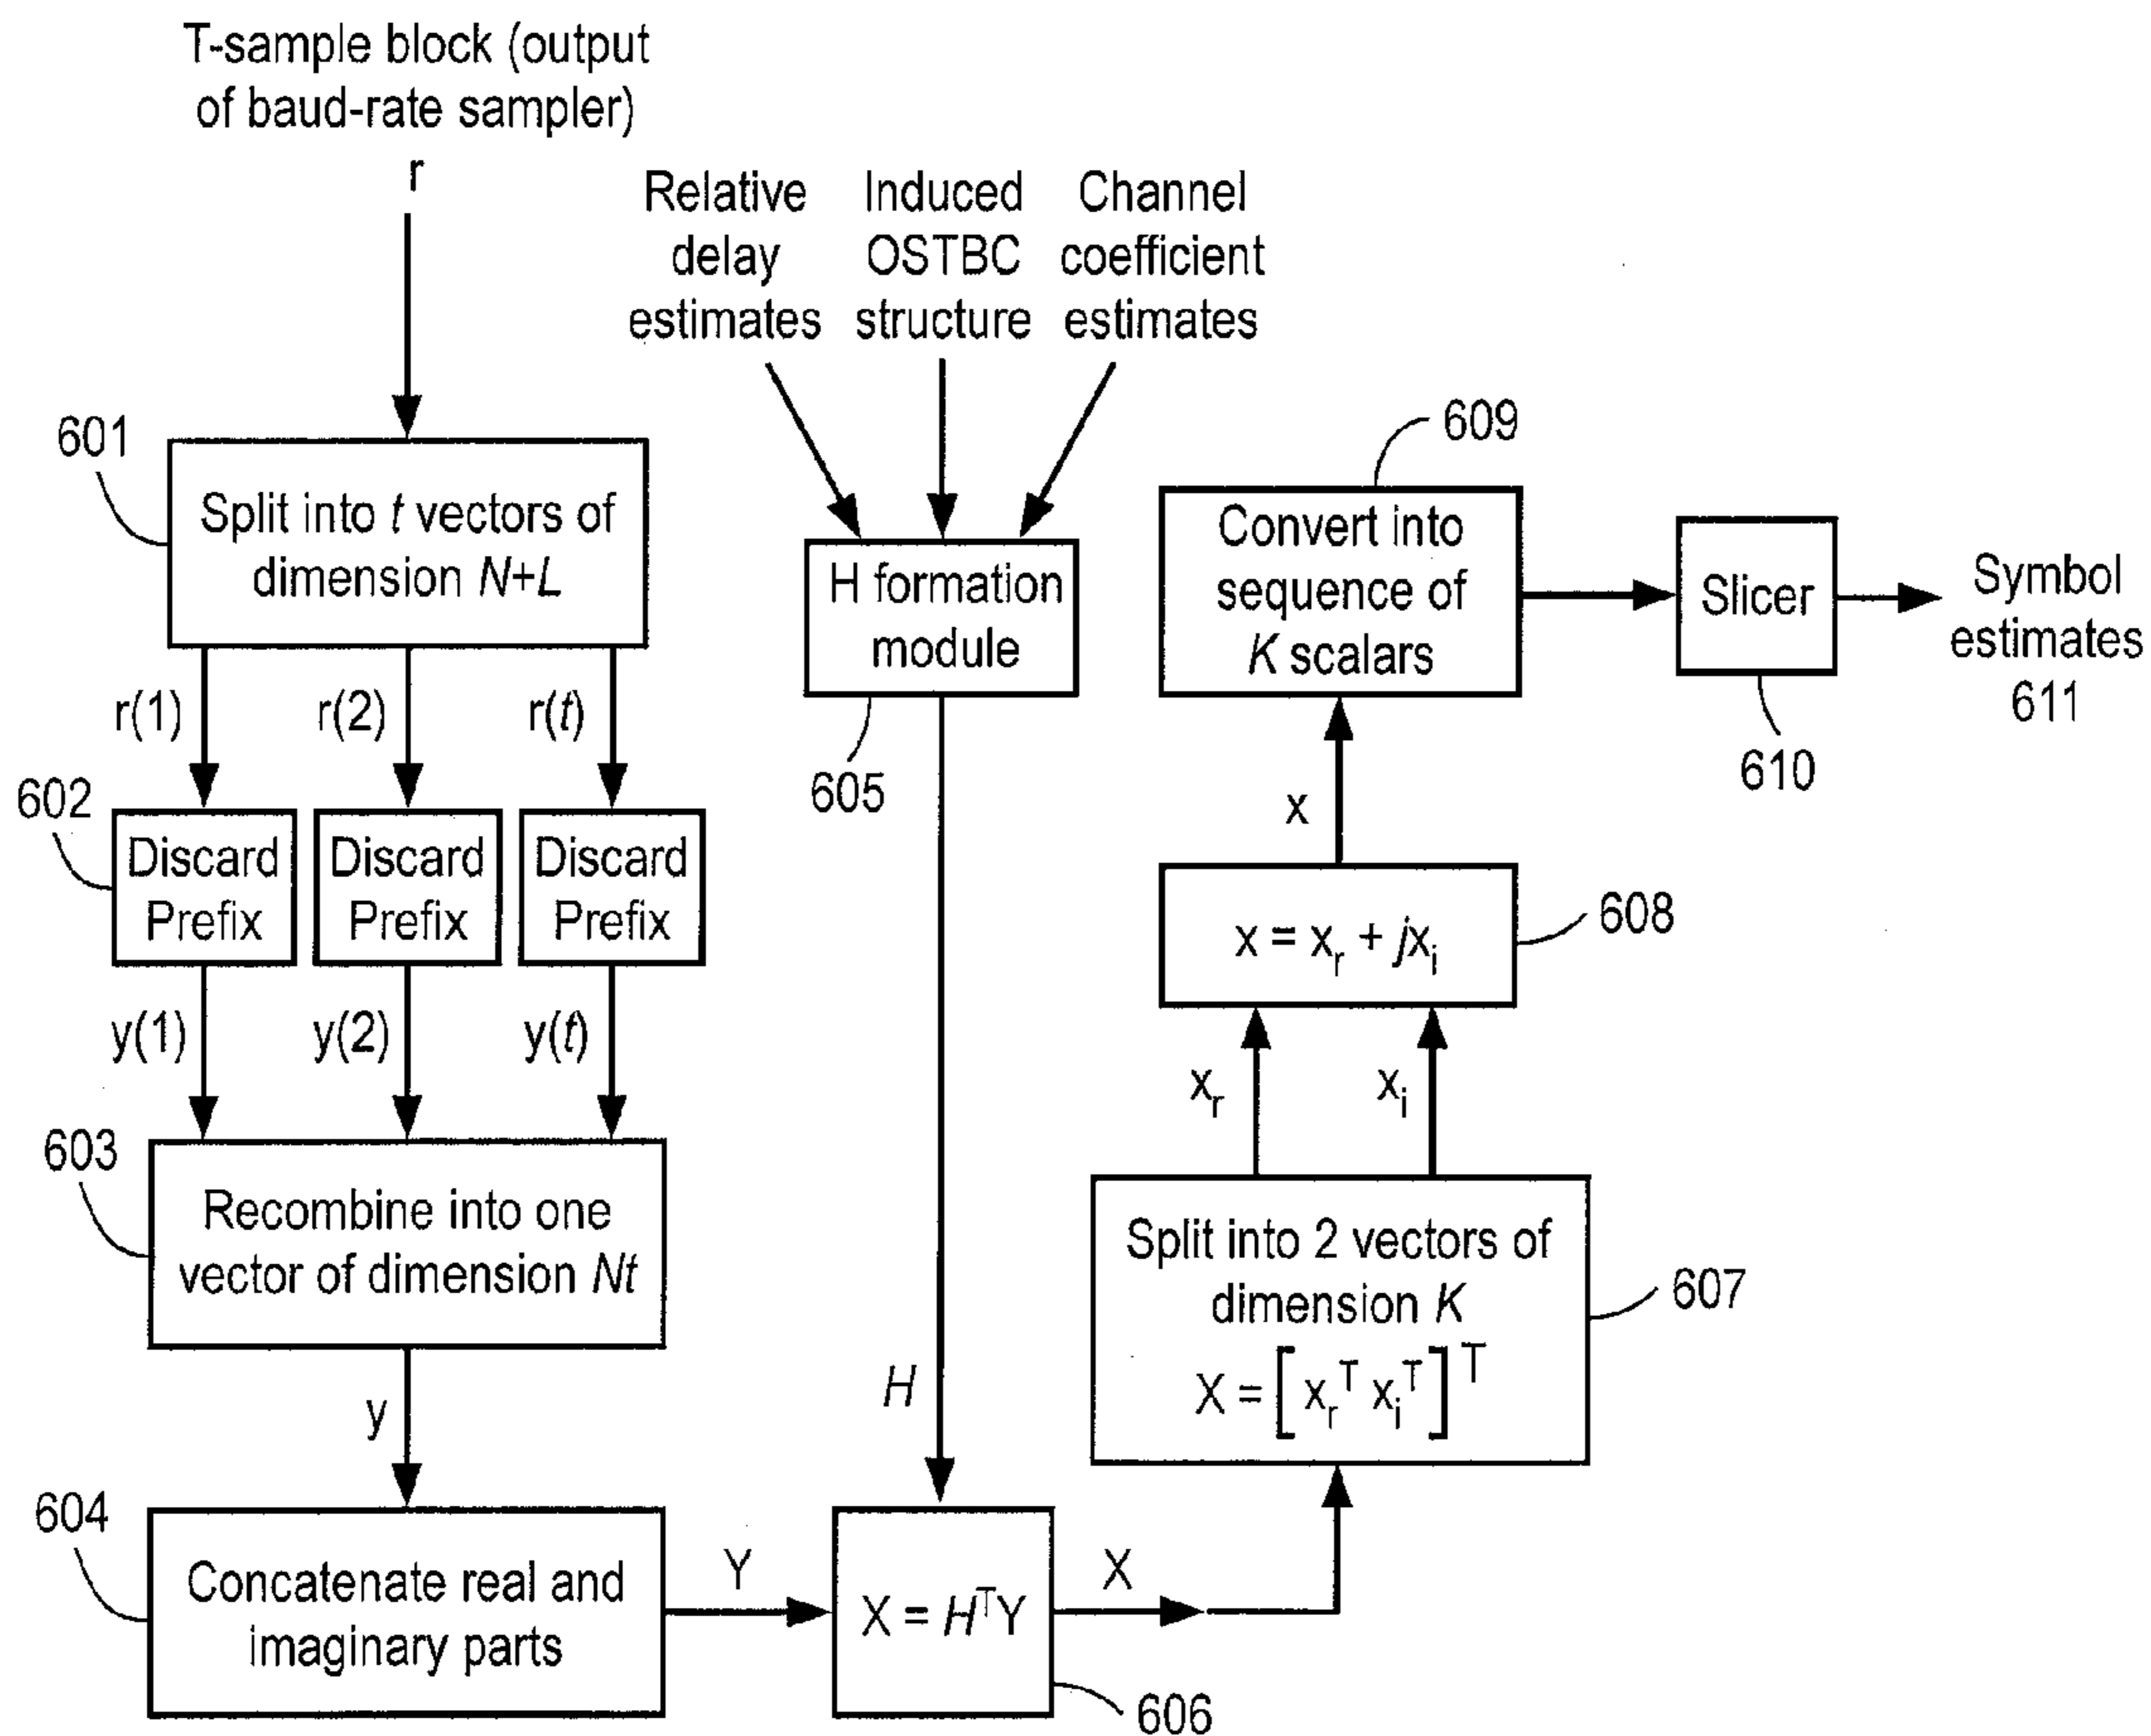 T-sample block (output
of baud-rate sampler)
r
Relative
delay
estimates
Induced
OSTBC
structure
Channel
coefficient
estimates
601
Split into t vectors of
dimension N+L
r(1)
r(2)
r(t)
602
Discard
Prefix
Discard
Prefix
Discard
Prefix
y(1)
y(2)
y(t)
603
Recombine into one
vector of dimension Nt
y
604
Concatenate real and
imaginary parts
Y
H formation
module
605
H
X = HᵀY
606
X
Split into 2 vectors of
dimension K
X = [xᵣᵀ xᵢᵀ]ᵀ
607
xᵣ
xᵢ
x = xᵣ + jxᵢ
608
x
609
Convert into
sequence of
K scalars
Slicer
610
Symbol
estimates
611